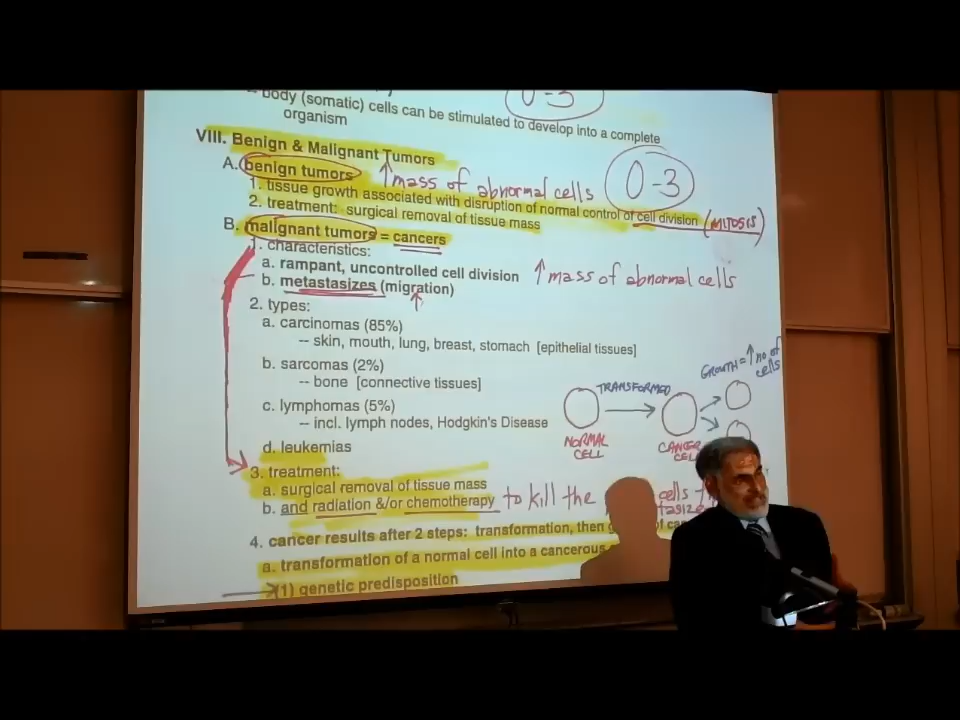 0-3
body (somatic) cells can be stimulated to develop into a complete
organism
VIII. Benign & Malignant Tumors
A. benign tumors ↑ mass of abnormal cells 0-3
1. tissue growth associated with disruption of normal control of cell division (MITOSIS)
2. treatment: surgical removal of tissue mass
B. malignant tumors = cancers
1. characteristics:
a. rampant, uncontrolled cell division ↑ mass of abnormal cells
b. metastasizes (migration)
2. types:
a. carcinomas (85%)
-- skin, mouth, lung, breast, stomach [epithelial tissues]
b. sarcomas (2%)
-- bone [connective tissues]
c. lymphomas (5%)
-- incl. lymph nodes, Hodgkin's Disease
GROWTH = ↑ no. of
cells
TRANSFORMED
NORMAL
CELL
CANCER
CELL
d. leukemias
3. treatment:
a. surgical removal of tissue mass
b. and radiation &/or chemotherapy to kill the cells
4. cancer results after 2 steps: transformation, then
a. transformation of a normal cell into a cancerous
(1) genetic predisposition